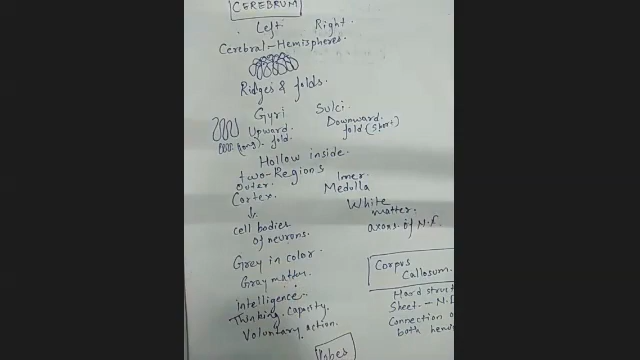 CEREBRUM
Left Right
Cerebral-Hemispheres
Ridges & folds.
Gyri Sulci
Upward fold. Downward
(long) fold (Short)
Hollow inside.
two-Regions
outer Inner
Cortex. Medulla
↓ White matter.
cell bodies axons of N.F.
of neurons.
Grey in color
Gray matter. Corpus Callosum.
Intelligence. Hard struct
Thinking. Capacity. Sheet - N.
Voluntary action. Connection
both
Lobes